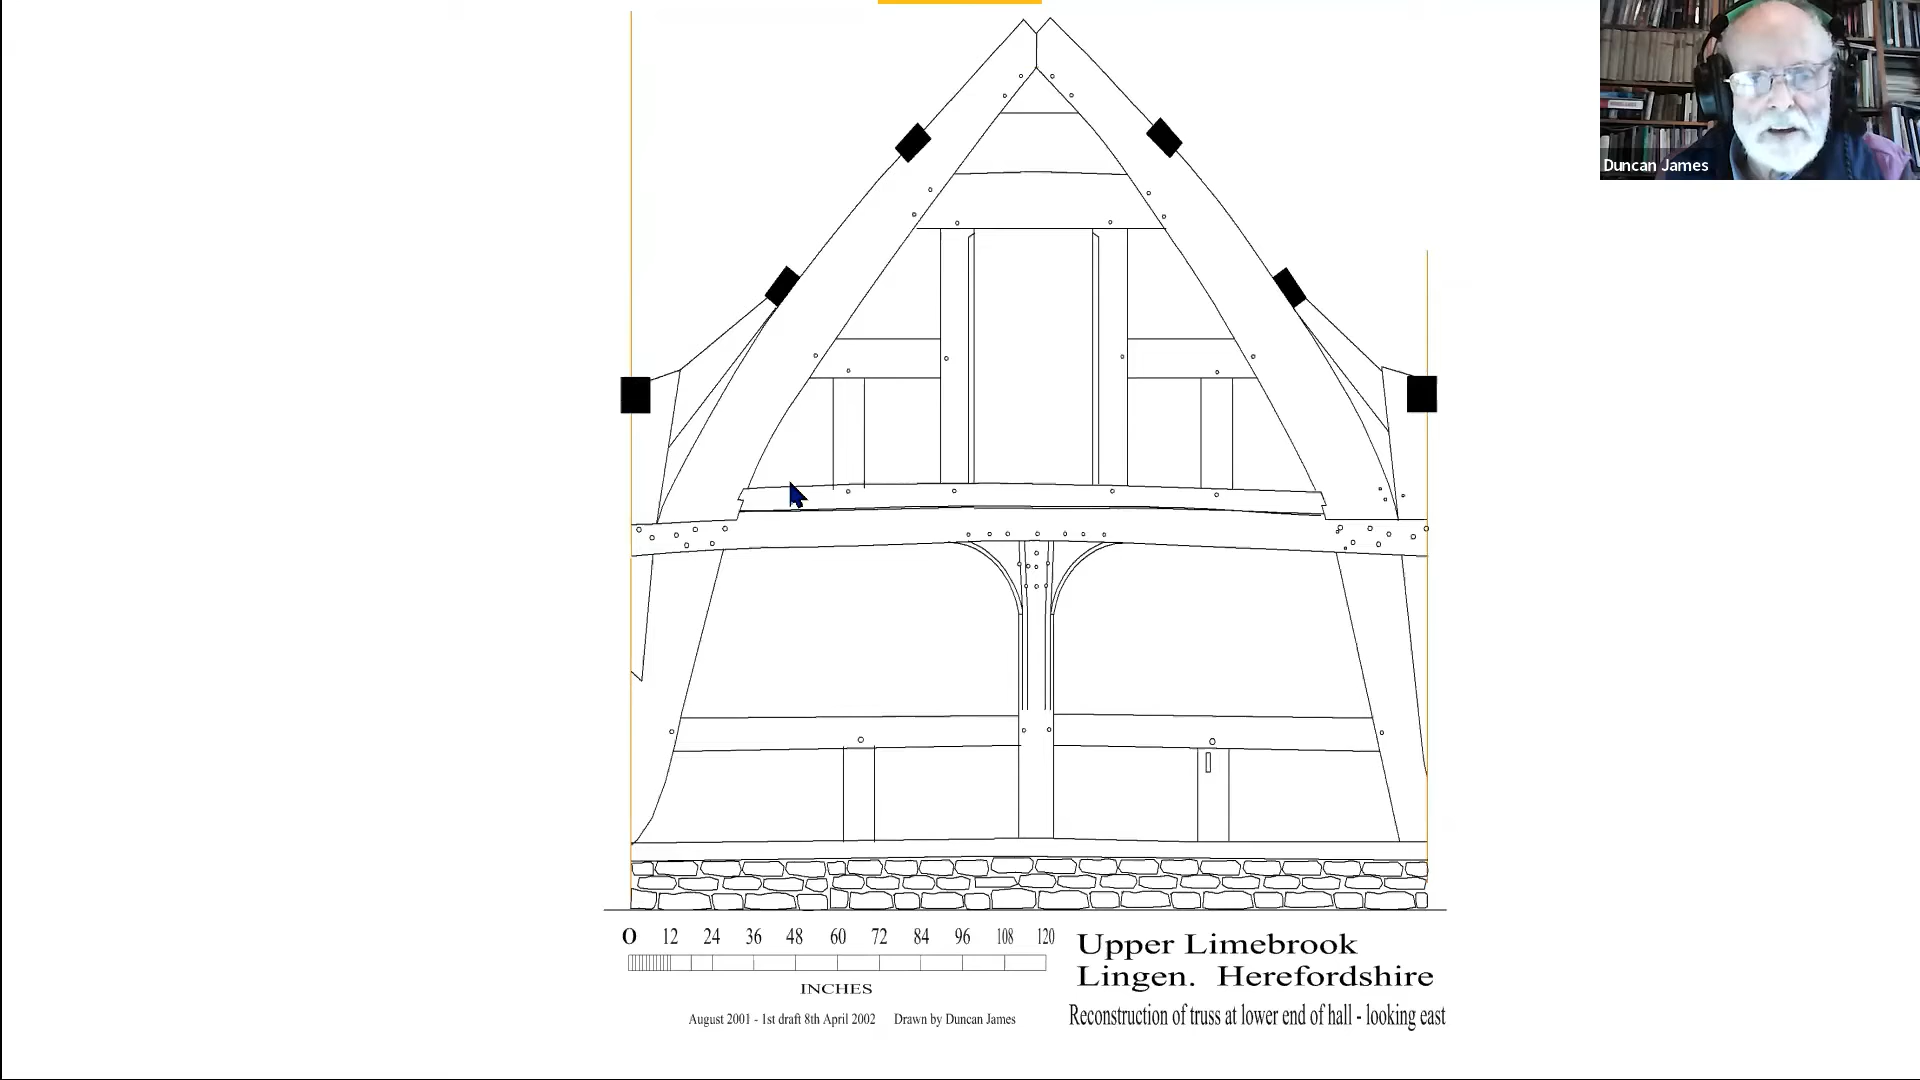 Duncan James
O 12 24 36 48 60 72 84 96 108 120
INCHES
August 2001 - 1st draft 8th April 2002 Drawn by Duncan James
Upper Limebrook
Lingen. Herefordshire
Reconstruction of truss at lower end of hall - looking east